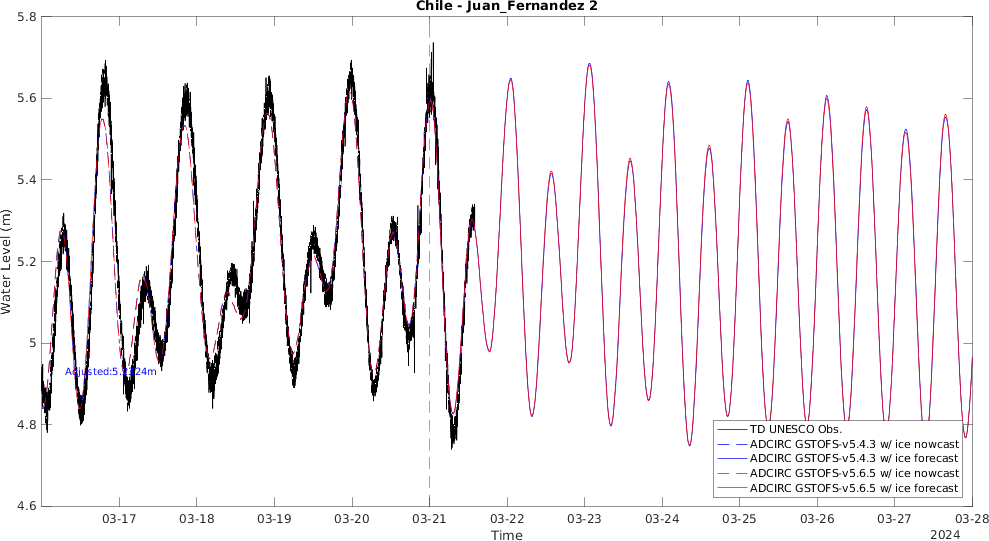 Chile - Juan_Fernandez 2
Water Level (m)
5.8
5.6
5.4
5.2
5
4.8
4.6
TD UNESCO Obs.
ADCIRC GSTOFS-v5.4.3 w/ ice nowcast
ADCIRC GSTOFS-v5.4.3 w/ ice forecast
ADCIRC GSTOFS-v5.6.5 w/ ice nowcast
ADCIRC GSTOFS-v5.6.5 w/ ice forecast
03-17 03-18 03-19 03-20 03-21 03-22 03-23 03-24 03-25 03-26 03-27 03-28
Time
2024